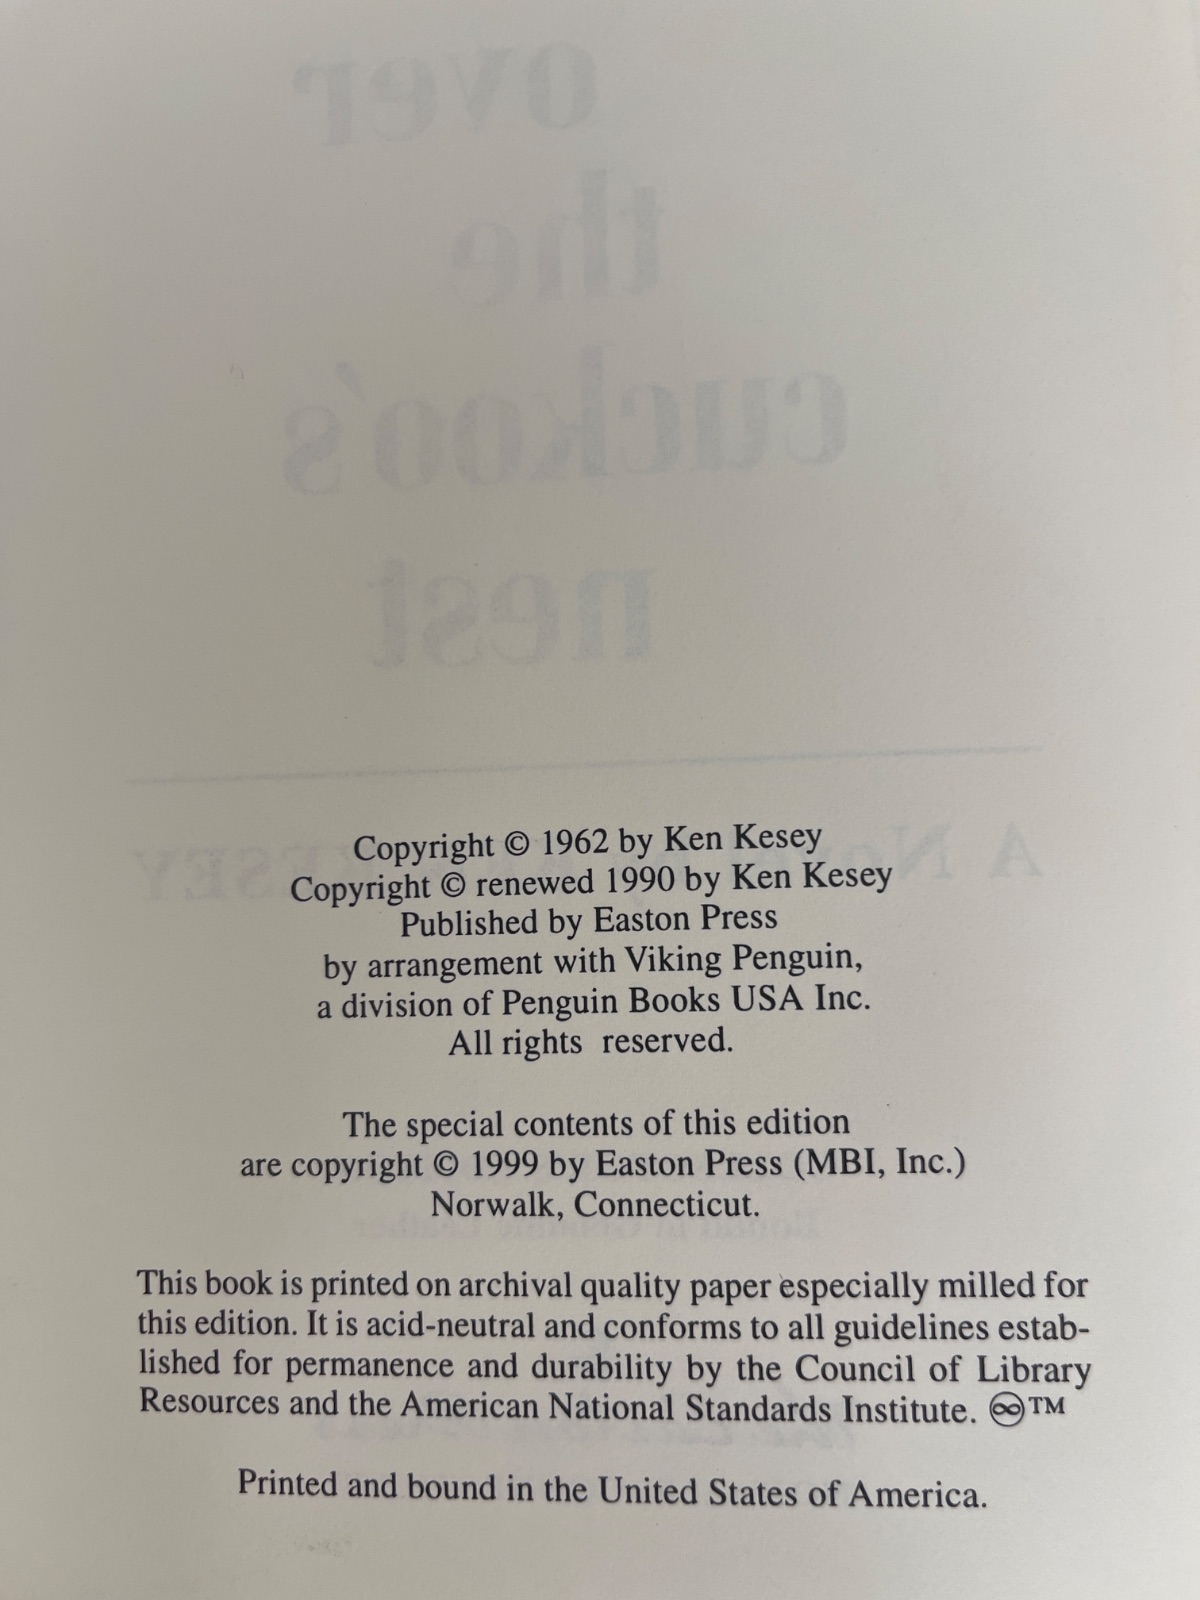 over
the
cuckoo's
nest
Copyright © 1962 by Ken Kesey
Copyright © renewed 1990 by Ken Kesey
Published by Easton Press
by arrangement with Viking Penguin,
a division of Penguin Books USA Inc.
All rights reserved.
The special contents of this edition
are copyright © 1999 by Easton Press (MBI, Inc.)
Norwalk, Connecticut.
This book is printed on archival quality paper especially milled for
this edition. It is acid-neutral and conforms to all guidelines estab-
lished for permanence and durability by the Council of Library
Resources and the American National Standards Institute. ♾™
Printed and bound in the United States of America.